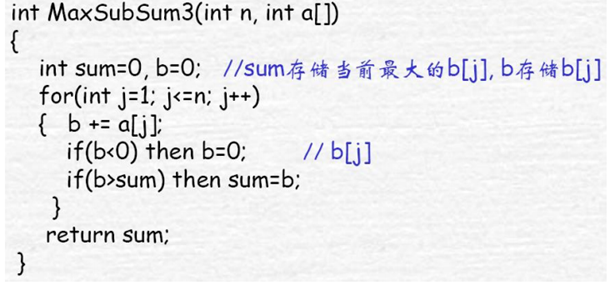 int MaxSubSum3(int n, int a[])
{
int sum=0, b=0; //sum存储当前最大的b[j], b存储b[j]
for(int j=1; j<=n; j++)
{ b += a[j];
if(b<0) then b=0; // b[j]
if(b>sum) then sum=b;
}
return sum;
}